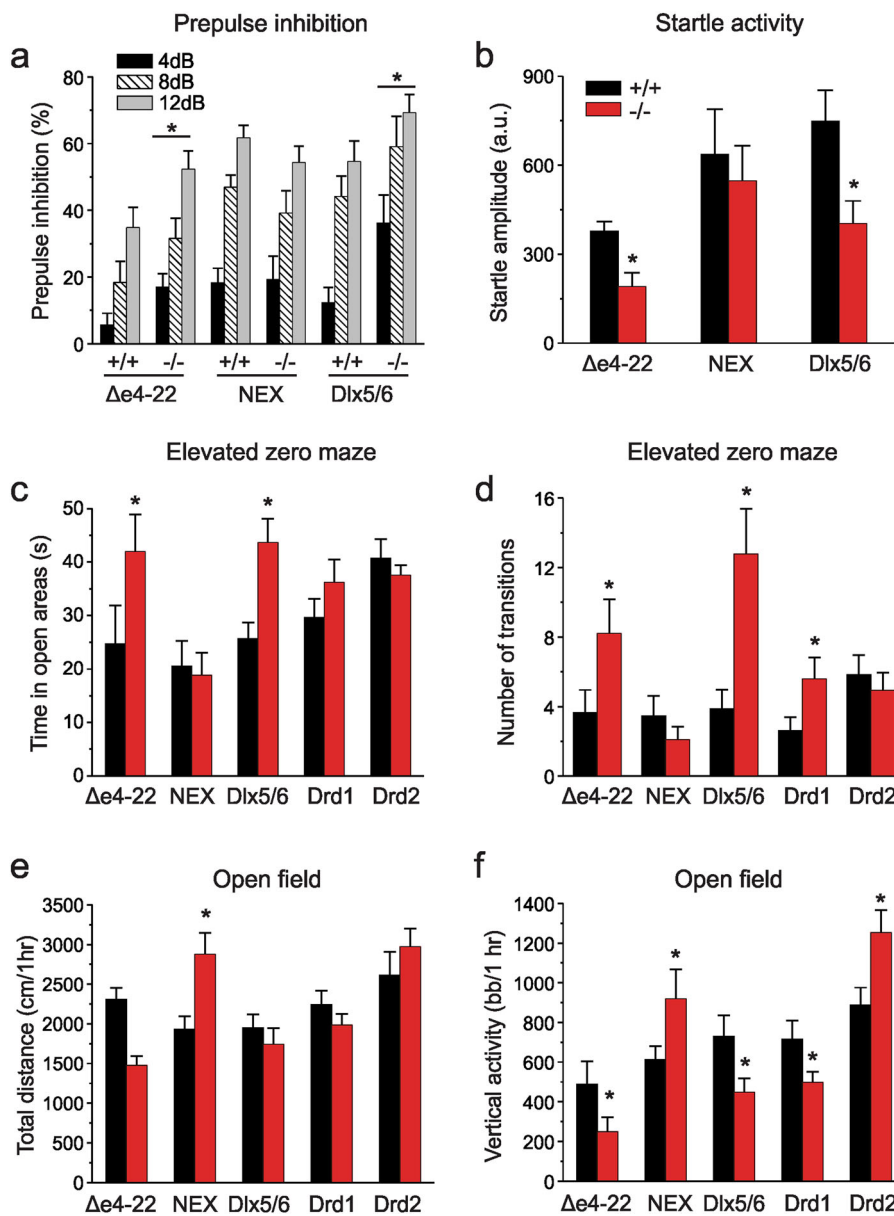 Prepulse inhibition
a
4dB
8dB
12dB
Prepulse inhibition (%)
80
60
40
20
0
*
*
+/+ -/- +/+ -/- +/+ -/-
Δe4-22 NEX Dlx5/6
Startle activity
b
+/+
-/-
Startle amplitude (a.u.)
900
600
300
0
*
*
Δe4-22 NEX Dlx5/6
Elevated zero maze
c
Time in open areas (s)
50
40
30
20
10
0
*
*
Δe4-22 NEX Dlx5/6 Drd1 Drd2
Elevated zero maze
d
Number of transitions
16
12
8
4
0
*
*
*
Δe4-22 NEX Dlx5/6 Drd1 Drd2
Open field
e
Total distance (cm/1hr)
3500
3000
2500
2000
1500
1000
500
0
*
Δe4-22 NEX Dlx5/6 Drd1 Drd2
Open field
f
Vertical activity (bb/1 hr)
1400
1200
1000
800
600
400
200
0
*
*
*
*
*
Δe4-22 NEX Dlx5/6 Drd1 Drd2